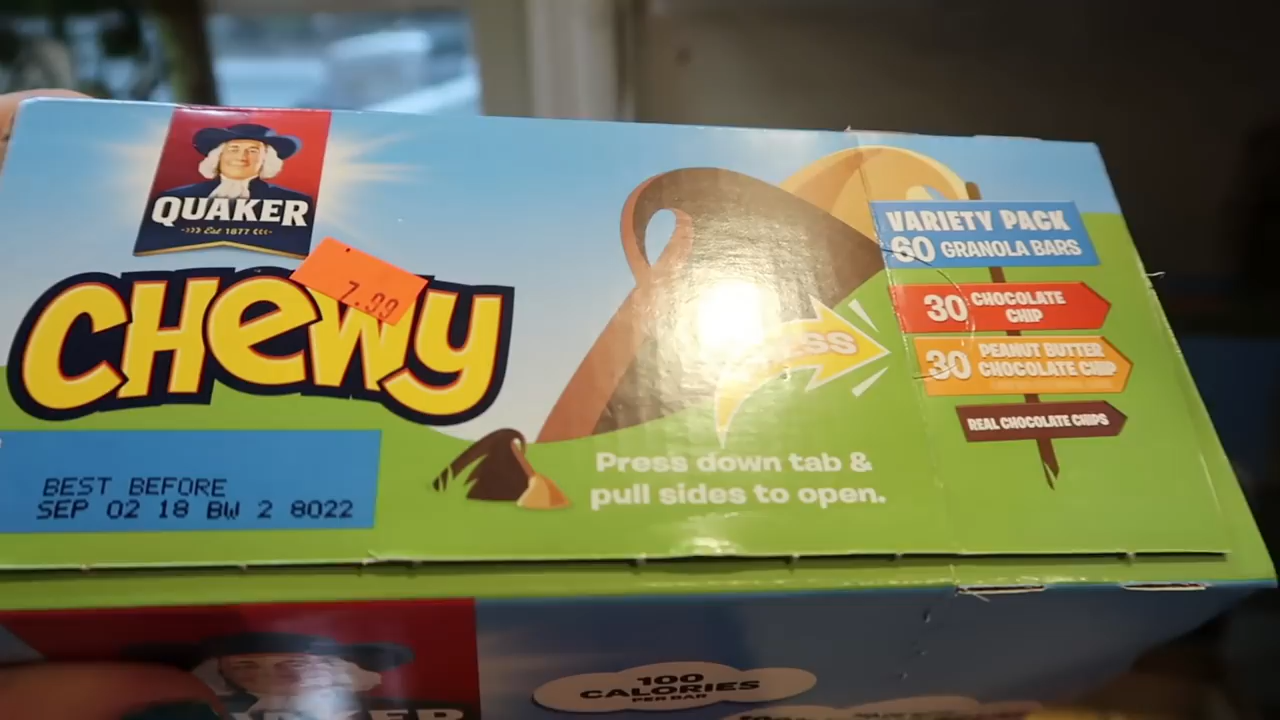 QUAKER
Est 1877
CHEWY
7.99
VARIETY PACK
60 GRANOLA BARS
30 CHOCOLATE
CHIP
30 PEANUT BUTTER
CHOCOLATE CHIP
REAL CHOCOLATE CHIPS
Press down tab &
pull sides to open.
BEST BEFORE
SEP 02 18 BW 2 8022
100
CALORIES
PER BAR